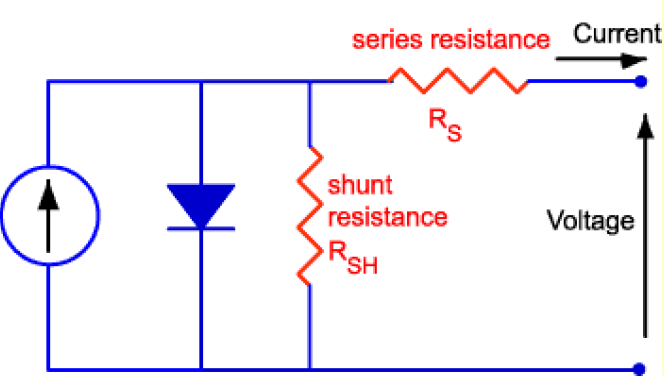 series resistance
Current
R_S
shunt
resistance
R_SH
Voltage